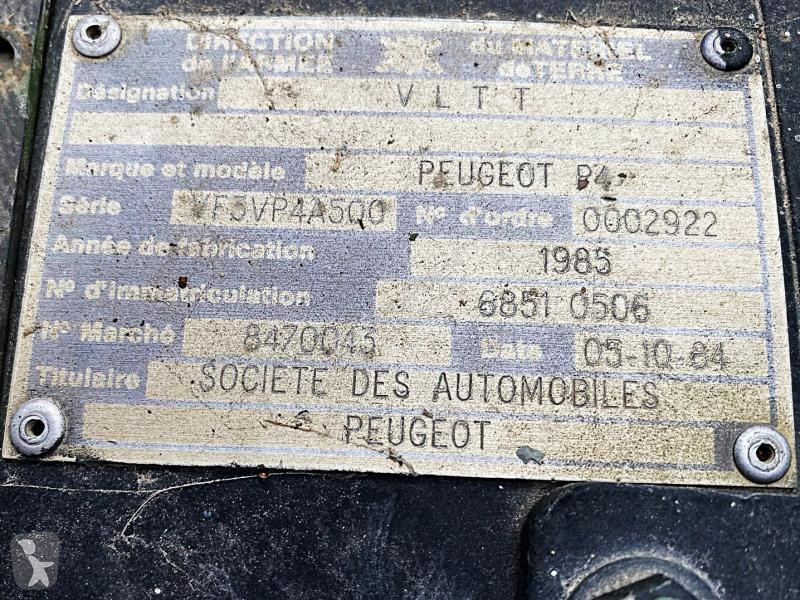 DIRECTION du MATERIEL
de l'ARMEE de TERRE
Désignation V L T T
Marque et modèle PEUGEOT P4
Série VF3VP4A500 N° d'ordre 0002922
Année de fabrication 1985
N° d'immatriculation 6851 0506
N° Marché 8470045 Date 05-10-84
Titulaire SOCIETE DES AUTOMOBILES
PEUGEOT